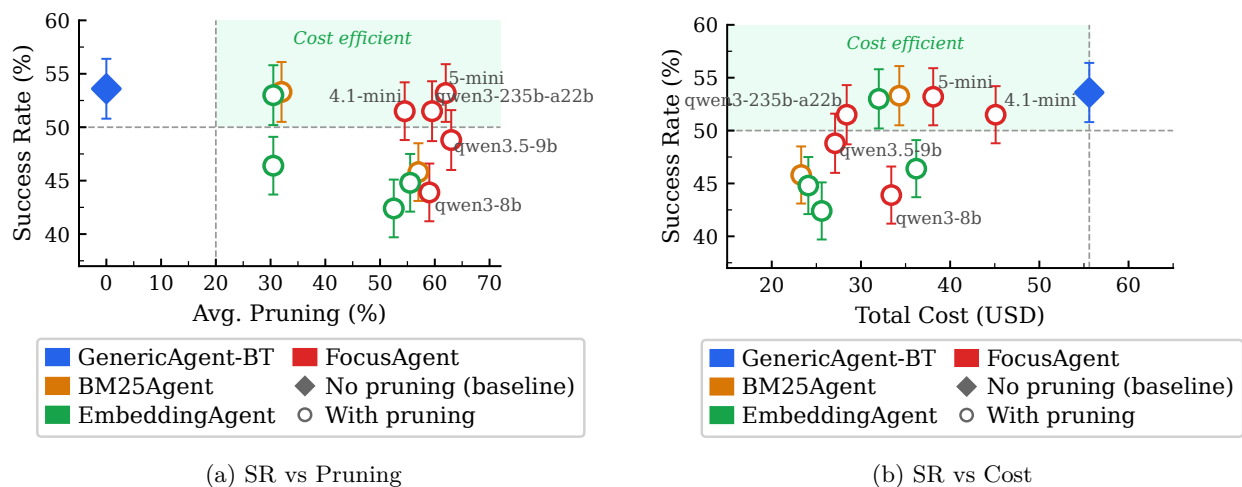 60
55
50
45
40
Success Rate (%)
Cost efficient
5-mini
4.1-mini
qwen3-235b-a22b
qwen3.5-9b
qwen3-8b
0 10 20 30 40 50 60 70
Avg. Pruning (%)
GenericAgent-BT
BM25Agent
EmbeddingAgent
FocusAgent
No pruning (baseline)
With pruning
(a) SR vs Pruning
60
55
50
45
40
Success Rate (%)
Cost efficient
5-mini
qwen3-235b-a22b
4.1-mini
qwen3.5-9b
qwen3-8b
20 30 40 50 60
Total Cost (USD)
GenericAgent-BT
BM25Agent
EmbeddingAgent
FocusAgent
No pruning (baseline)
With pruning
(b) SR vs Cost